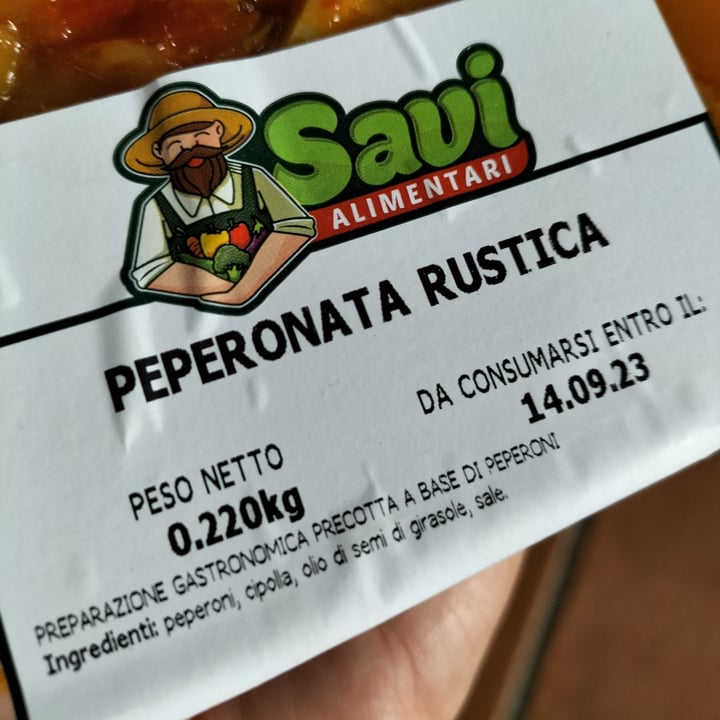 Savi
ALIMENTARI
PEPERONATA RUSTICA
DA CONSUMARSI ENTRO IL:
14.09.23
PESO NETTO
0.220kg
PREPARAZIONE GASTRONOMICA PRECOTTA A BASE DI PEPERONI
Ingredienti: peperoni, cipolla, olio di semi di girasole, sale.